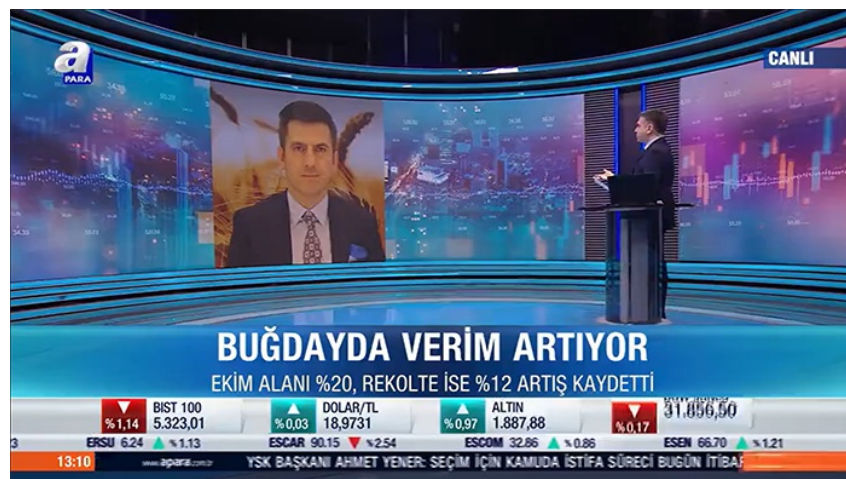 a
PARA
CANLI
BUĞDAYDA VERİM ARTIYOR
EKİM ALANI %20, REKOLTE İSE %12 ARTIŞ KAYDETTİ
%1,14 BIST 100 5.323,01
%0,03 DOLAR/TL 18,9731
%0,97 ALTIN 1.887,88
%0,17 31.856,50
ERSU 6.24 %1.13 ESCAR 90.15 %2.54 ESCOM 32.86 %0.86 ESEN 66.70 %1.21
13:10 www.apara.com.tr YSK BAŞKANI AHMET YENER: SEÇİM İÇİN KAMUDA İSTİFA SÜRECİ BUGÜN İTİBAR